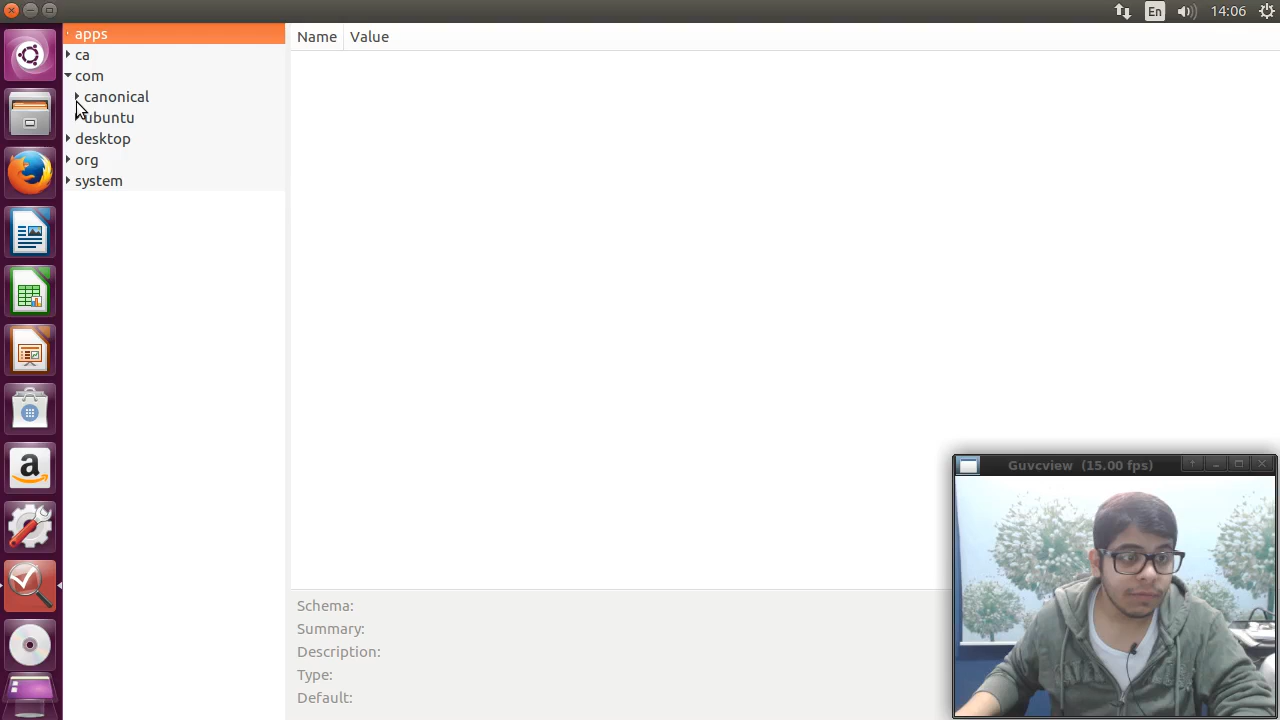 En
14:06
apps
Name
Value
ca
com
canonical
ubuntu
desktop
org
system
Guvcview (15.00 fps)
Schema:
Summary:
Description:
Type:
Default: